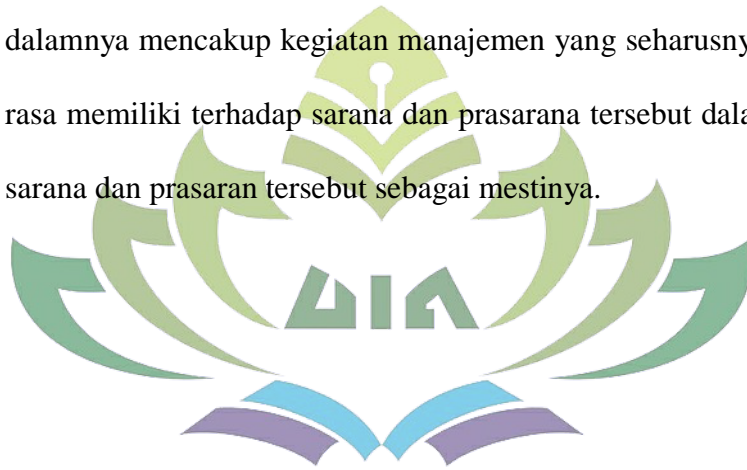 dalamnya mencakup kegiatan manajemen yang seharusny
rasa memiliki terhadap sarana dan prasarana tersebut dala
sarana dan prasaran tersebut sebagai mestinya.
UIN